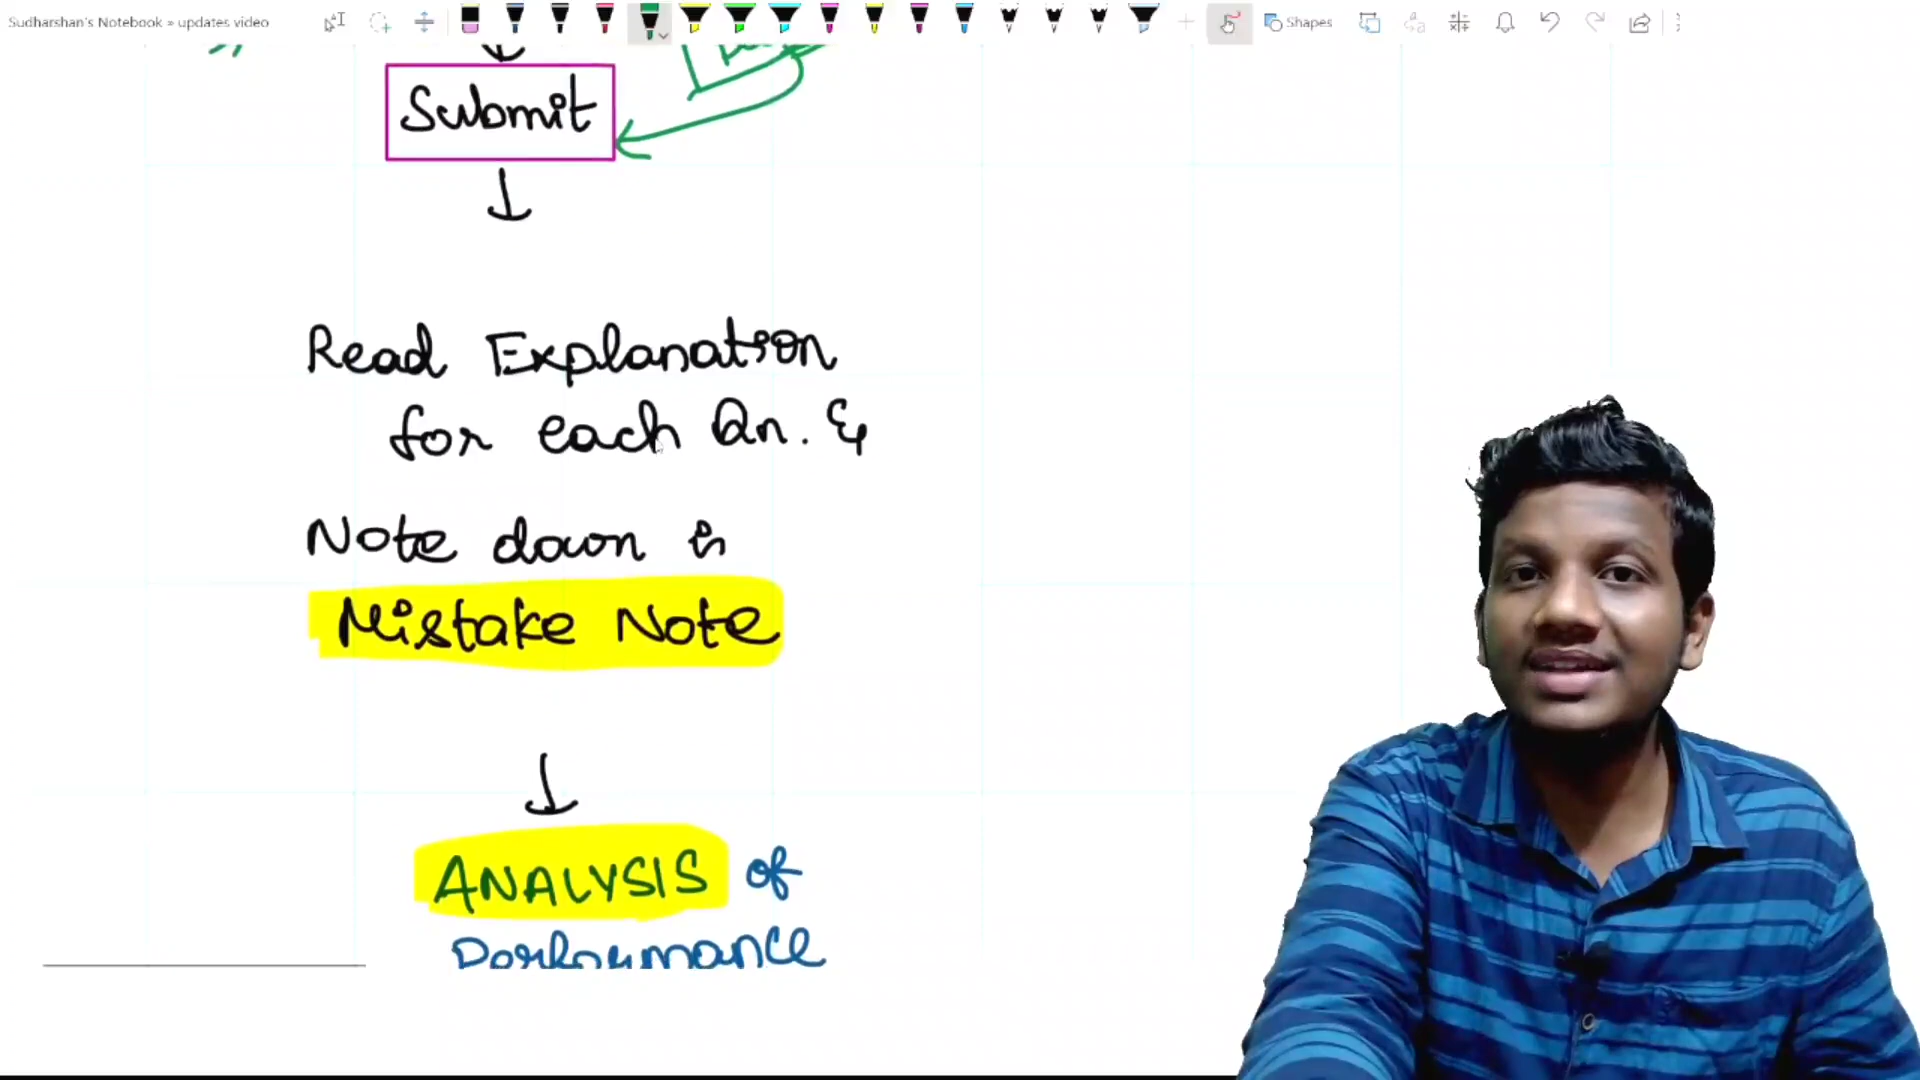 Sudharshan's Notebook » updates video
Shapes
Submit
Read Explanation
for each Qn. &
Note down in
Mistake Note
ANALYSIS of
Performance